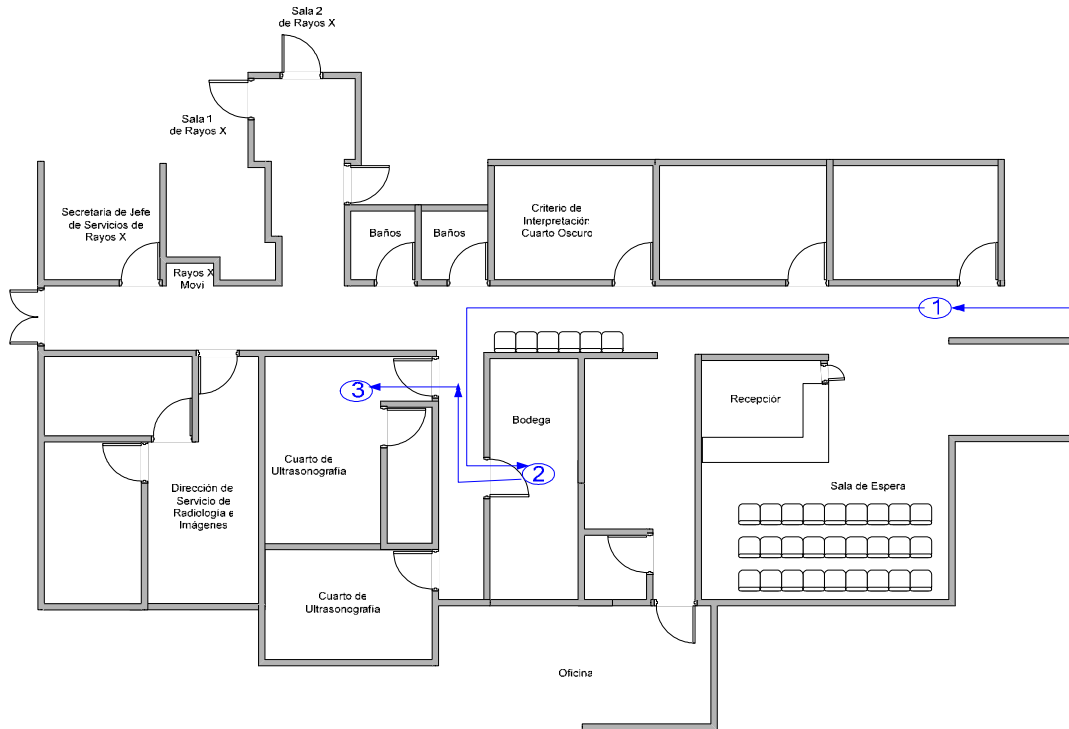 Sala 2
de Rayos X
Sala 1
de Rayos X
Secretaria de Jefe
de Servicios de
Rayos X
Baños
Baños
Criterio de
Interpretación
Cuarto Oscuro
Rayos X
Movi
1
3
Recepciór
Bodega
Cuarto de
Ultrasonografia
2
Dirección de
Servicio de
Radiología e
Imágenes
Sala de Espera
Cuarto de
Ultrasonografia
Oficina